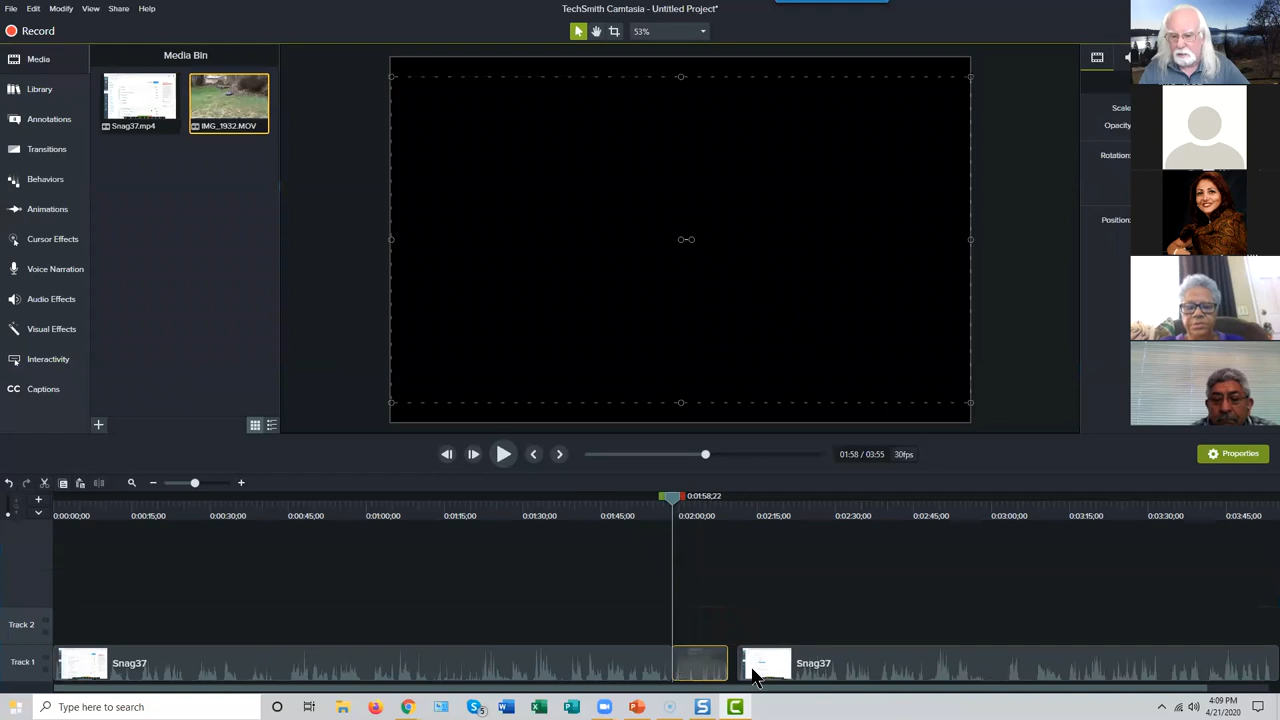 File Edit Modify View Share Help
TechSmith Camtasia - Untitled Project*
Record
53%
Media
Media Bin
Library
Annotations
Transitions
Behaviors
Animations
Cursor Effects
Voice Narration
Audio Effects
Visual Effects
Interactivity
CC Captions
Snag37.mp4
IMG_1932.MOV
Scale
Opacity
Rotation:
Position:
01:58 / 03:55 30fps
Properties
0:01:58;22
0:00:00;00 0:00:15;00 0:00:30;00 0:00:45;00 0:01:00;00 0:01:15;00 0:01:30;00 0:01:45;00 0:02:00;00 0:02:15;00 0:02:30;00 0:02:45;00 0:03:00;00 0:03:15;00 0:03:30;00 0:03:45;00
Track 2
Track 1
Snag37
Snag37
Type here to search
4:09 PM
4/21/2020